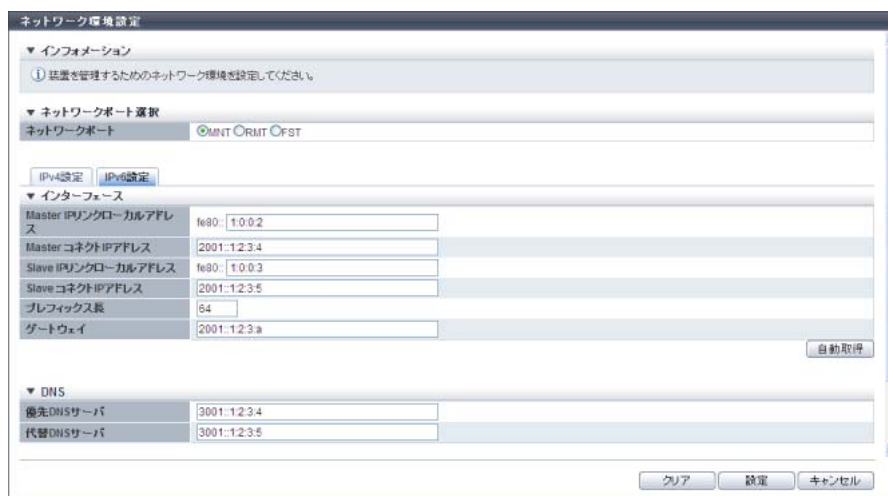 ネットワーク環境設定
▼ インフォメーション
装置を管理するためのネットワーク環境を設定してください。
▼ ネットワークポート選択
ネットワークポート MNT RMT FST
IPv4設定 IPv6設定
▼ インターフェース
Master IPリンクローカルアドレス fe80:: 1:0:0:2
Master コネクトIPアドレス 2001::1:2:3:4
Slave IPリンクローカルアドレス fe80:: 1:0:0:3
Slave コネクトIPアドレス 2001::1:2:3:5
プレフィックス長 64
ゲートウェイ 2001::1:2:3:a
自動取得
▼ DNS
優先DNSサーバ 3001::1:2:3:4
代替DNSサーバ 3001::1:2:3:5
クリア 設定 キャンセル